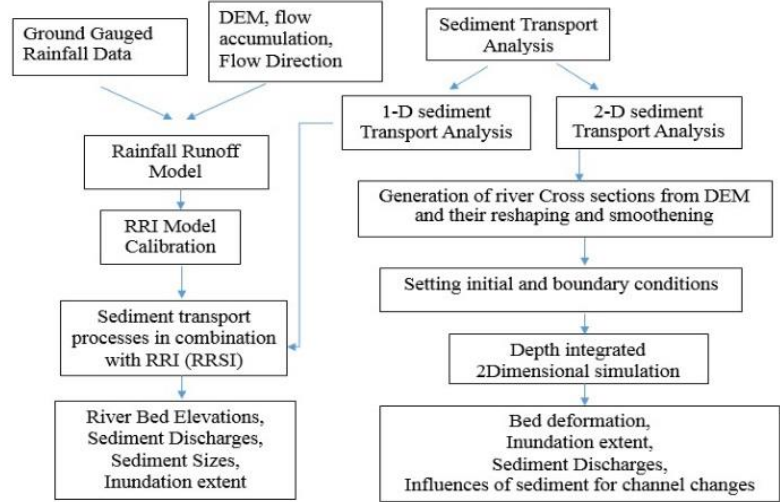 Ground Gauged
Rainfall Data
DEM, flow
accumulation,
Flow Direction
Sediment Transport
Analysis
1-D sediment
Transport Analysis
2-D sediment
Transport Analysis
Rainfall Runoff
Model
RRI Model
Calibration
Sediment transport
processes in combination
with RRI (RRSI)
River Bed Elevations,
Sediment Discharges,
Sediment Sizes,
Inundation extent
Generation of river Cross sections from DEM
and their reshaping and smoothening
Setting initial and boundary conditions
Depth integrated
2Dimensional simulation
Bed deformation,
Inundation extent,
Sediment Discharges,
Influences of sediment for channel changes